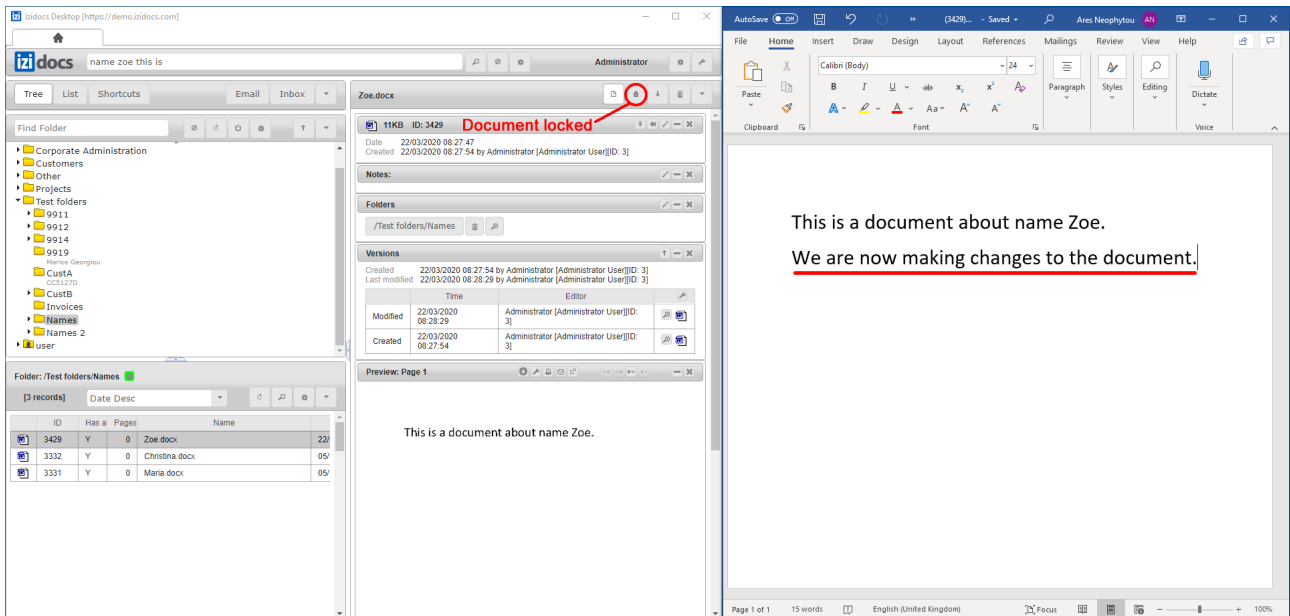 Izidocs Desktop [https://demo.izidocs.com]
izi docs
name zoe this is
Administrator
Tree List Shortcuts Email Inbox
Find Folder
Corporate Administration
Customers
Other
Projects
Test folders
9911
9912
9914
9919
Marios Georgiou
CustA
CCS127D
CustB
Invoices
Names
Names 2
user
Folder: /Test folders/Names
[3 records] Date Desc
ID Has a Pages Name
3429 Y 0 Zoe.docx 22/
3332 Y 0 Christina.docx 05/
3331 Y 0 Maria.docx 05/
Zoe.docx
11KB ID: 3429
Document locked
Date 22/03/2020 08:27:47
Created 22/03/2020 08:27:54 by Administrator [Administrator User][ID: 3]
Notes:
Folders
/Test folders/Names
Versions
Created 22/03/2020 08:27:54 by Administrator [Administrator User][ID: 3]
Last modified 22/03/2020 08:28:29 by Administrator [Administrator User][ID: 3]
Time Editor
Modified 22/03/2020 08:28:29 Administrator [Administrator User][ID: 3]
Created 22/03/2020 08:27:54 Administrator [Administrator User][ID: 3]
Preview: Page 1
This is a document about name Zoe.
AutoSave Off (3429)... - Saved Ares Neophytou AN
File Home Insert Draw Design Layout References Mailings Review View Help
Calibri (Body) 24
B I U ab x₂ x² A
A A Aa A A
Paste Paragraph Styles Editing Dictate
Clipboard Font Voice
This is a document about name Zoe.
We are now making changes to the document.
Page 1 of 1 15 words English (United Kingdom) Focus 100%